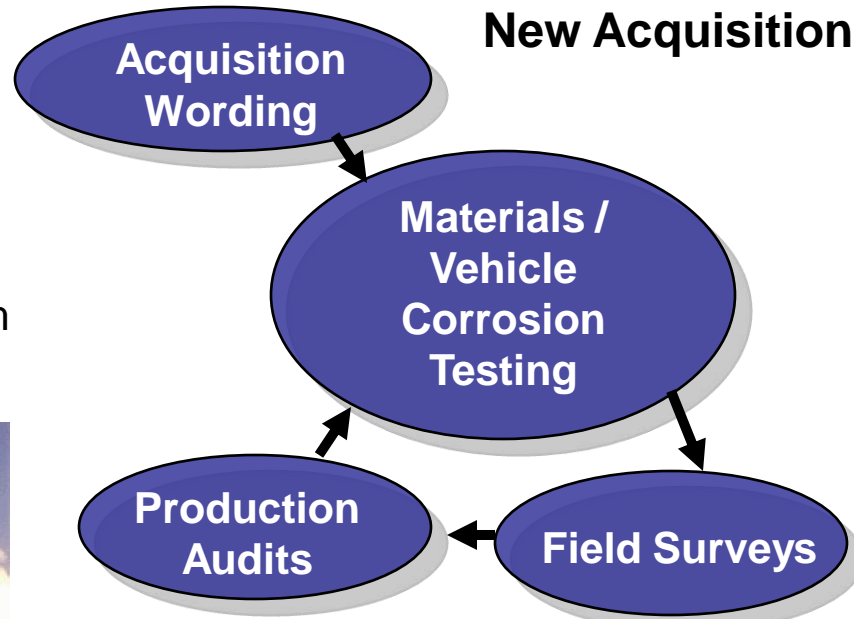 New Acquisition
Acquisition
Wording
Materials /
Vehicle
Corrosion
Testing
Production
Audits
Field Surveys